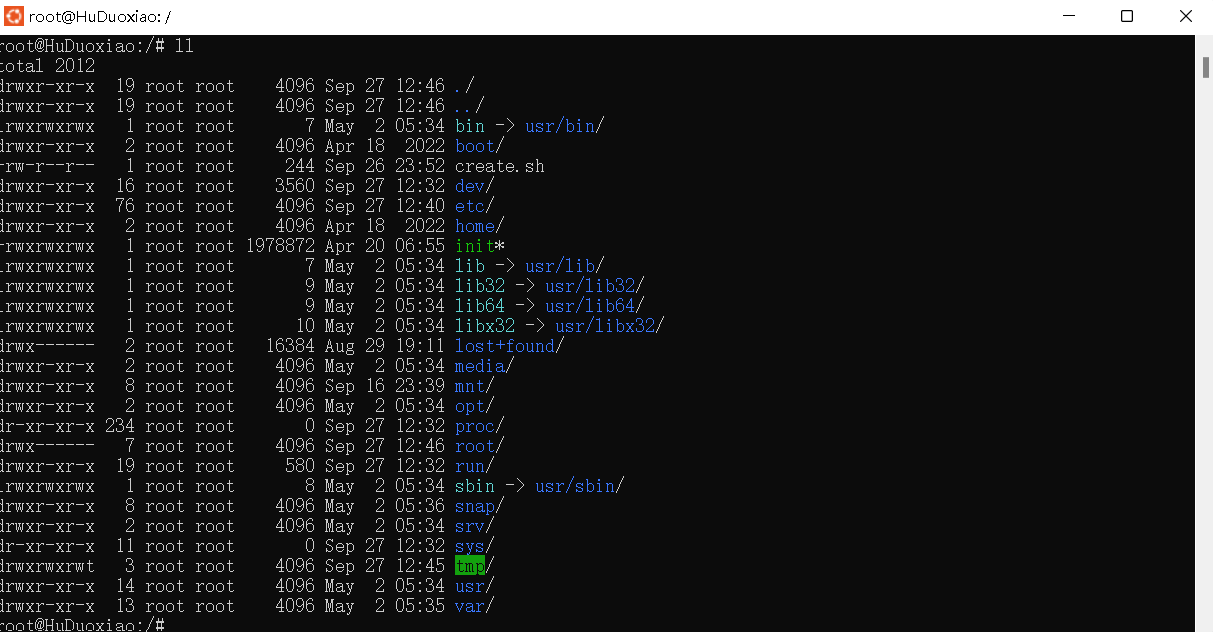 root@HuDuoxiao: /
root@HuDuoxiao:/# ll
total 2012
drwxr-xr-x  19 root root    4096 Sep 27 12:46 ./
drwxr-xr-x  19 root root    4096 Sep 27 12:46 ../
lrwxrwxrwx   1 root root       7 May  2 05:34 bin -> usr/bin/
drwxr-xr-x   2 root root    4096 Apr 18  2022 boot/
-rw-r--r--   1 root root     244 Sep 26 23:52 create.sh
drwxr-xr-x  16 root root    3560 Sep 27 12:32 dev/
drwxr-xr-x  76 root root    4096 Sep 27 12:40 etc/
drwxr-xr-x   2 root root    4096 Apr 18  2022 home/
-rwxrwxrwx   1 root root 1978872 Apr 20 06:55 init*
lrwxrwxrwx   1 root root       7 May  2 05:34 lib -> usr/lib/
lrwxrwxrwx   1 root root       9 May  2 05:34 lib32 -> usr/lib32/
lrwxrwxrwx   1 root root       9 May  2 05:34 lib64 -> usr/lib64/
lrwxrwxrwx   1 root root      10 May  2 05:34 libx32 -> usr/libx32/
drwx------   2 root root   16384 Aug 29 19:11 lost+found/
drwxr-xr-x   2 root root    4096 May  2 05:34 media/
drwxr-xr-x   8 root root    4096 Sep 16 23:39 mnt/
drwxr-xr-x   2 root root    4096 May  2 05:34 opt/
dr-xr-xr-x 234 root root       0 Sep 27 12:32 proc/
drwx------   7 root root    4096 Sep 27 12:46 root/
drwxr-xr-x  19 root root     580 Sep 27 12:32 run/
lrwxrwxrwx   1 root root       8 May  2 05:34 sbin -> usr/sbin/
drwxr-xr-x   8 root root    4096 May  2 05:36 snap/
drwxr-xr-x   2 root root    4096 May  2 05:34 srv/
dr-xr-xr-x  11 root root       0 Sep 27 12:32 sys/
drwxrwxrwt   3 root root    4096 Sep 27 12:45 tmp/
drwxr-xr-x  14 root root    4096 May  2 05:34 usr/
drwxr-xr-x  13 root root    4096 May  2 05:35 var/
root@HuDuoxiao:/#